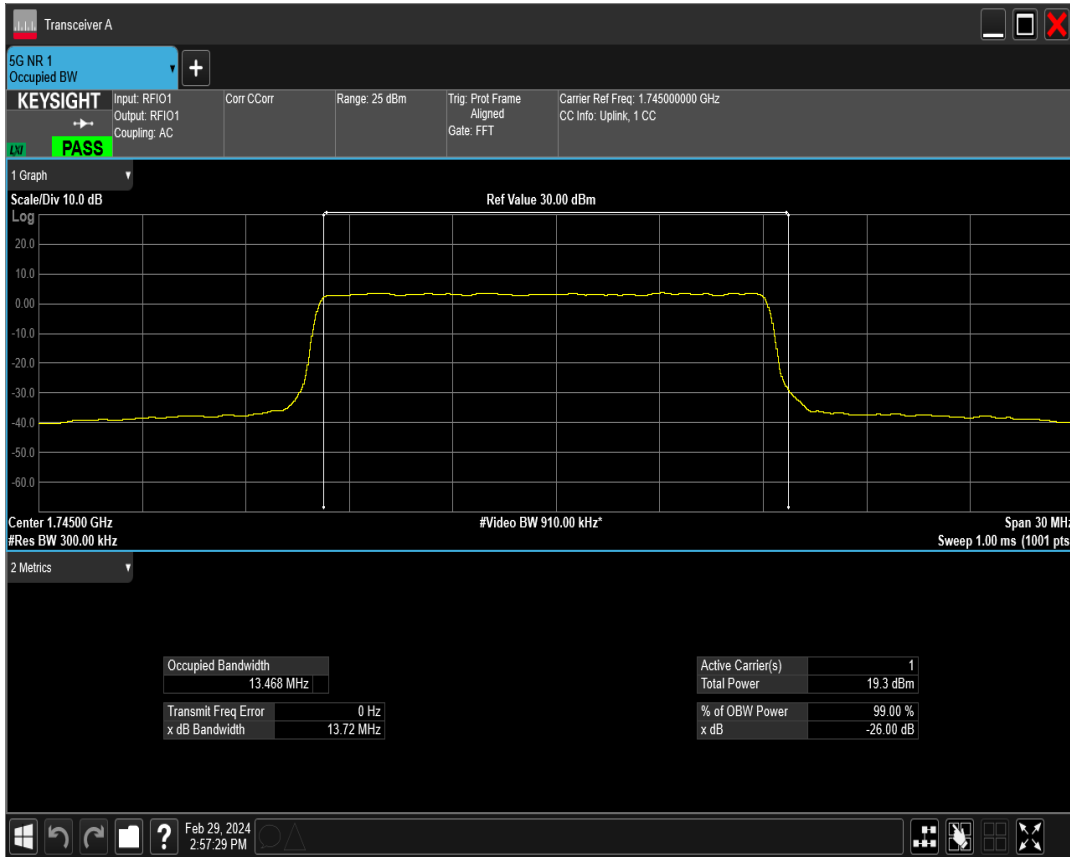 Transceiver A
5G NR 1
Occupied BW
KEYSIGHT
LXI
PASS
Input: RFIO1
Output: RFIO1
Coupling: AC
Corr CCorr
Range: 25 dBm
Trig: Prot Frame
Aligned
Gate: FFT
Carrier Ref Freq: 1.745000000 GHz
CC Info: Uplink, 1 CC
1 Graph
Scale/Div 10.0 dB
Ref Value 30.00 dBm
Log
20.0
10.0
0.00
-10.0
-20.0
-30.0
-40.0
-50.0
-60.0
Center 1.74500 GHz
#Video BW 910.00 kHz*
Span 30 MHz
#Res BW 300.00 kHz
Sweep 1.00 ms (1001 pts
2 Metrics
Occupied Bandwidth
13.468 MHz
Transmit Freq Error 0 Hz
x dB Bandwidth 13.72 MHz
Active Carrier(s) 1
Total Power 19.3 dBm
% of OBW Power 99.00 %
x dB -26.00 dB
?
Feb 29, 2024
2:57:29 PM